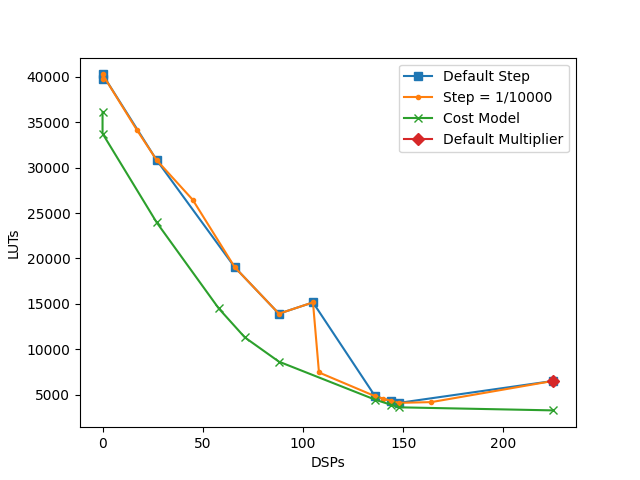 Default Step
Step = 1/10000
Cost Model
Default Multiplier
40000
35000
30000
25000
20000
15000
10000
5000
LUTs
0 50 100 150 200
DSPs